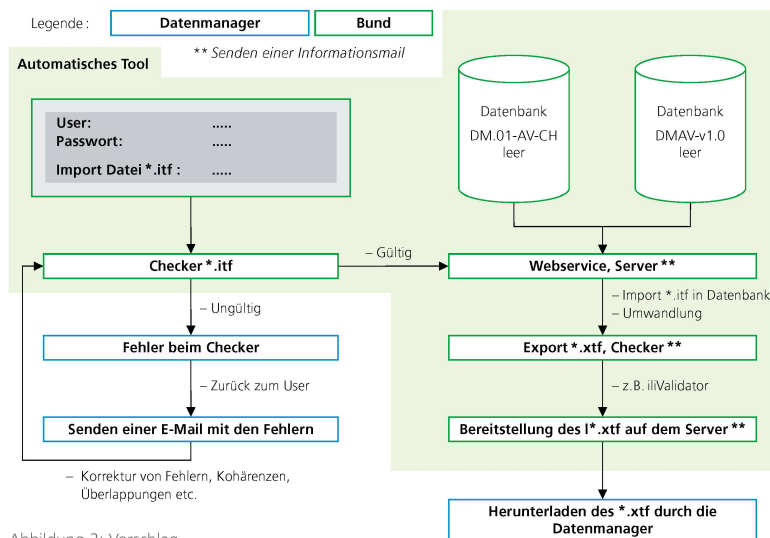 Legende :
Datenmanager
Bund
** Senden einer Informationsmail
Automatisches Tool
User: .....
Passwort: .....
Import Datei *.itf : .....
Datenbank
DM.01-AV-CH
leer
Datenbank
DMAV-v1.0
leer
Checker *.itf
– Gültig
Webservice, Server **
– Ungültig
– Import *.itf in Datenbank
– Umwandlung
Fehler beim Checker
Export *.xtf, Checker **
– Zurück zum User
– z.B. iliValidator
Senden einer E-Mail mit den Fehlern
Bereitstellung des I*.xtf auf dem Server **
– Korrektur von Fehlern, Kohärenzen,
Überlappungen etc.
Herunterladen des *.xtf durch die
Datenmanager
Abbildung 2: Vorschlag